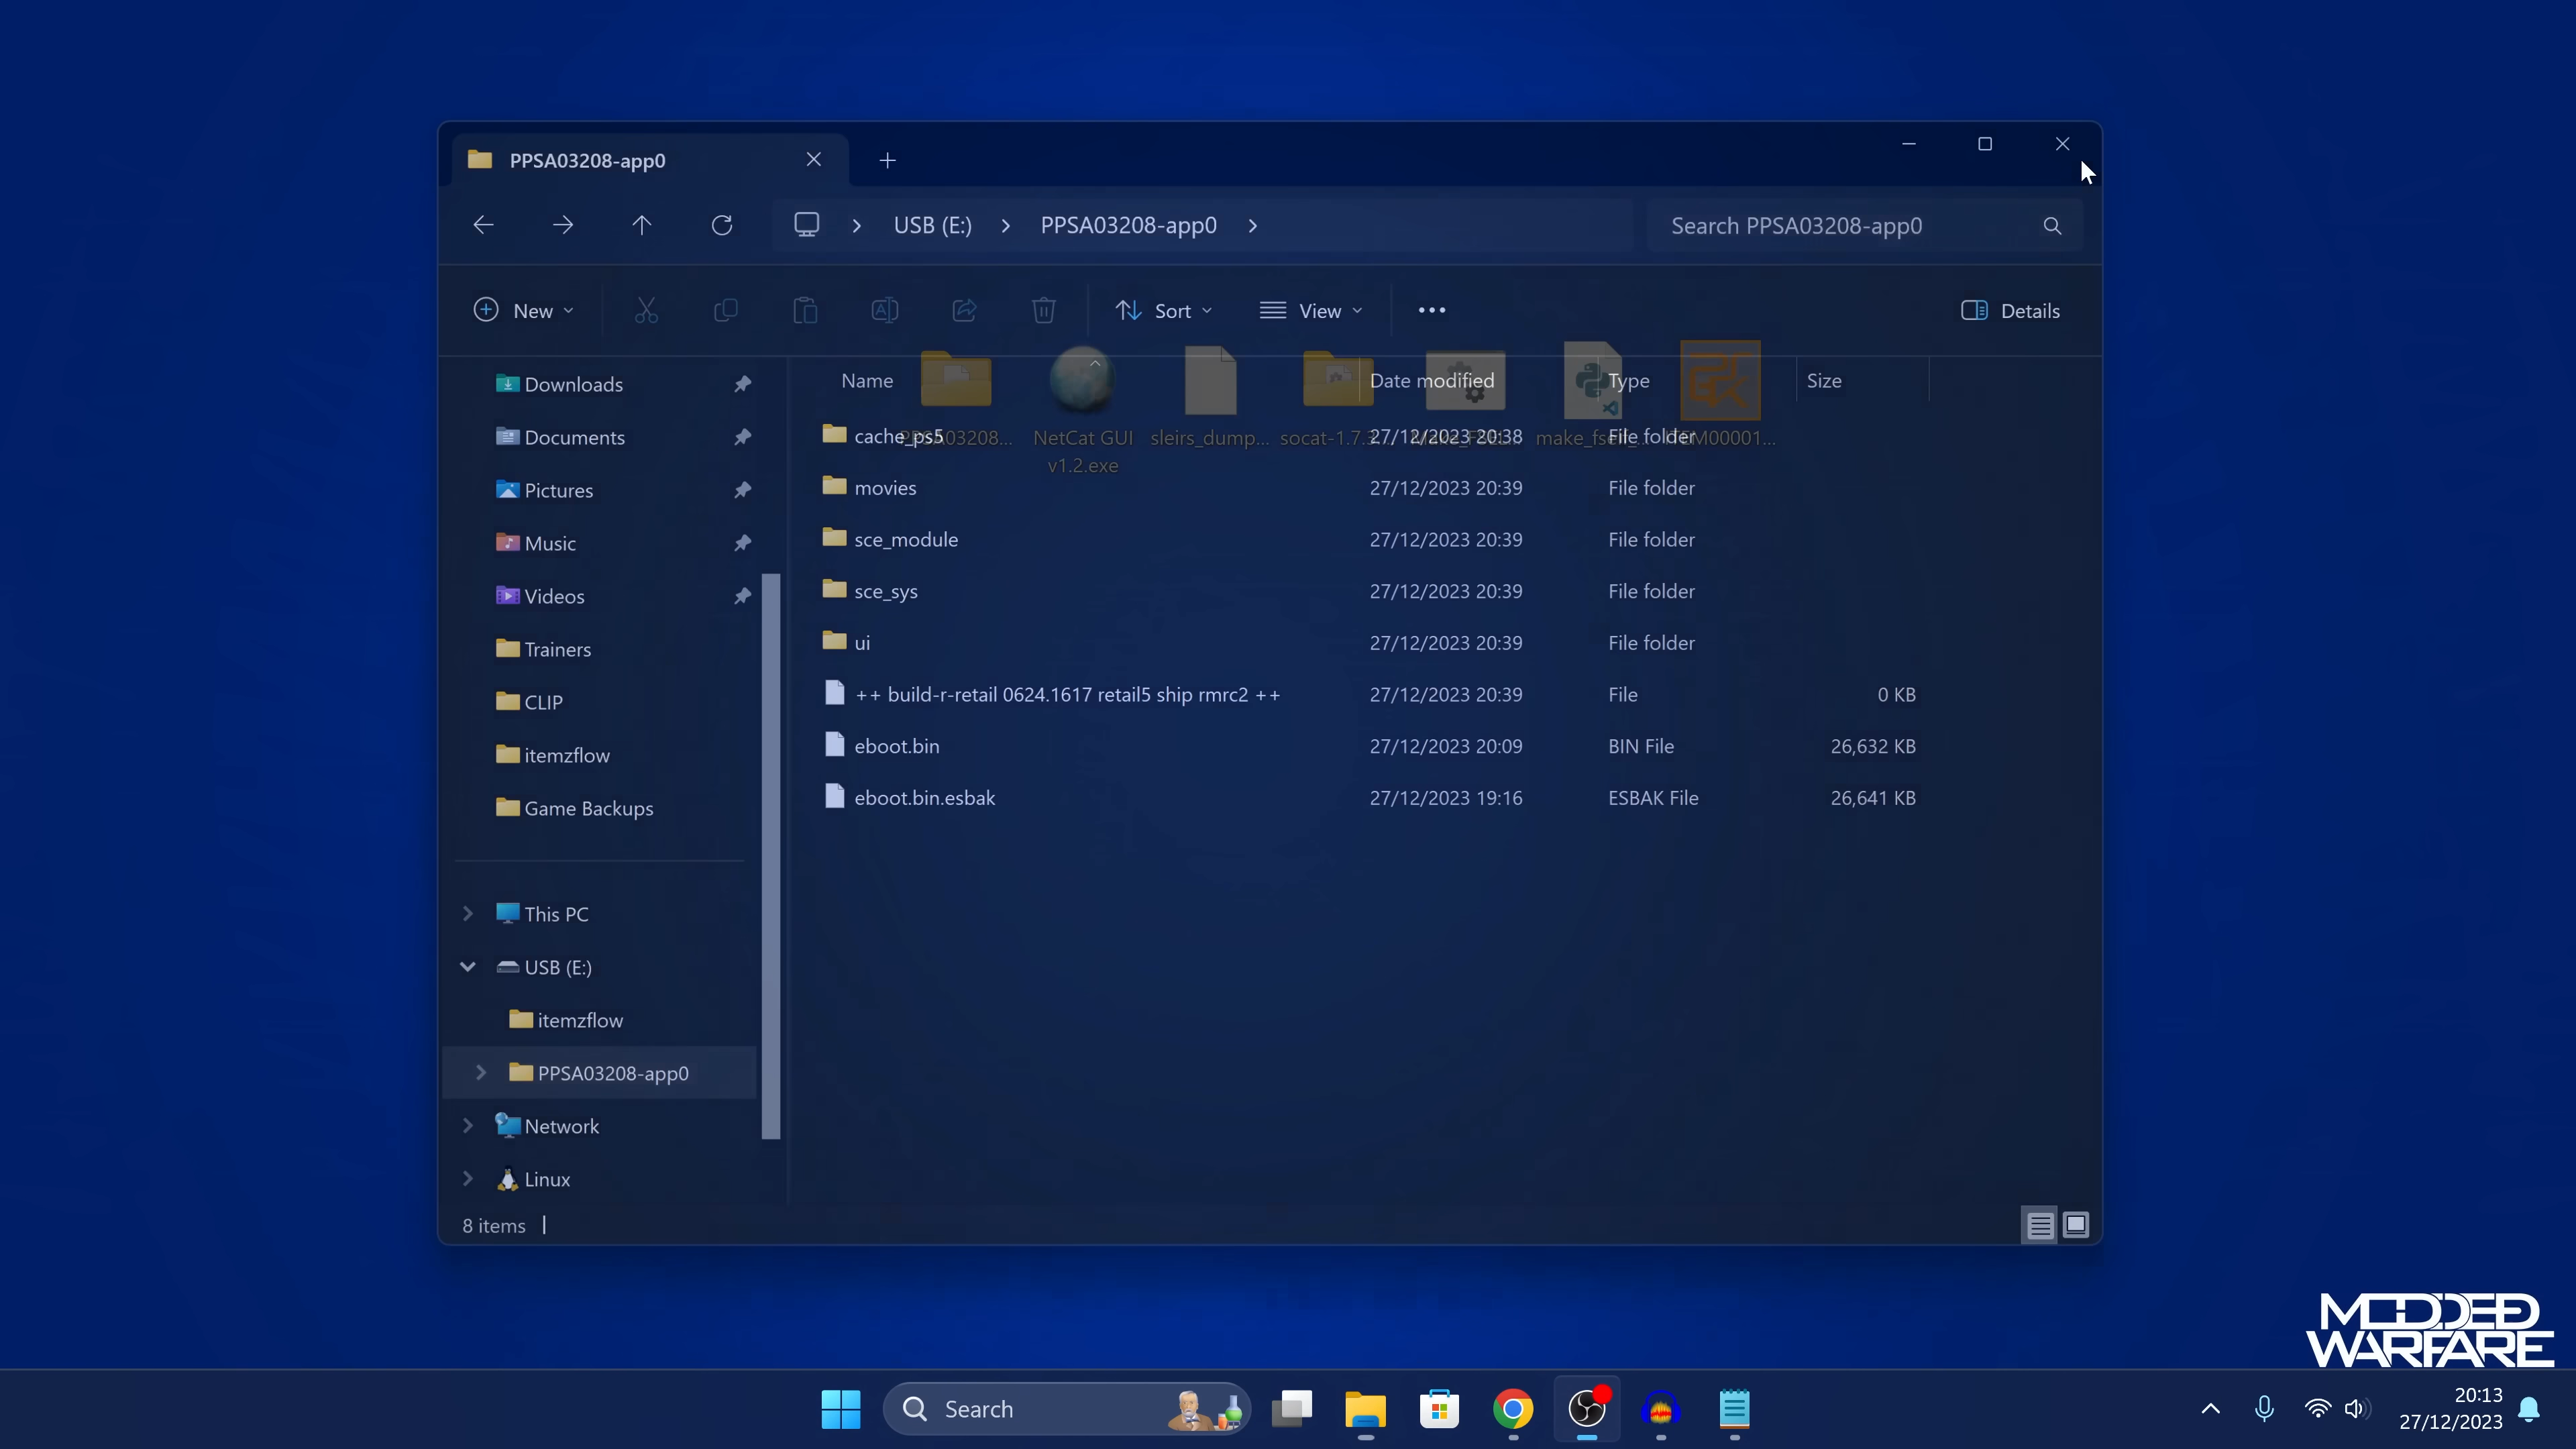 PPSA03208-app0
USB (E:) PPSA03208-app0 Search PPSA03208-app0
New Sort View ••• Details
Downloads
Documents
Pictures
Music
Videos
Trainers
CLIP
itemzflow
Game Backups
This PC
USB (E:)
itemzflow
PPSA03208-app0
Network
Linux
Name Date modified Type Size
cache_ps5 27/12/2023 20:38 File folder
movies 27/12/2023 20:39 File folder
sce_module 27/12/2023 20:39 File folder
sce_sys 27/12/2023 20:39 File folder
ui 27/12/2023 20:39 File folder
++ build-r-retail 0624.1617 retail5 ship rmrc2 ++ 27/12/2023 20:39 File 0 KB
eboot.bin 27/12/2023 20:09 BIN File 26,632 KB
eboot.bin.esbak 27/12/2023 19:16 ESBAK File 26,641 KB
NetCat GUI
v1.2.exe
sleirs_dump...
8 items
MODDED
WARFARE
Search
20:13
27/12/2023